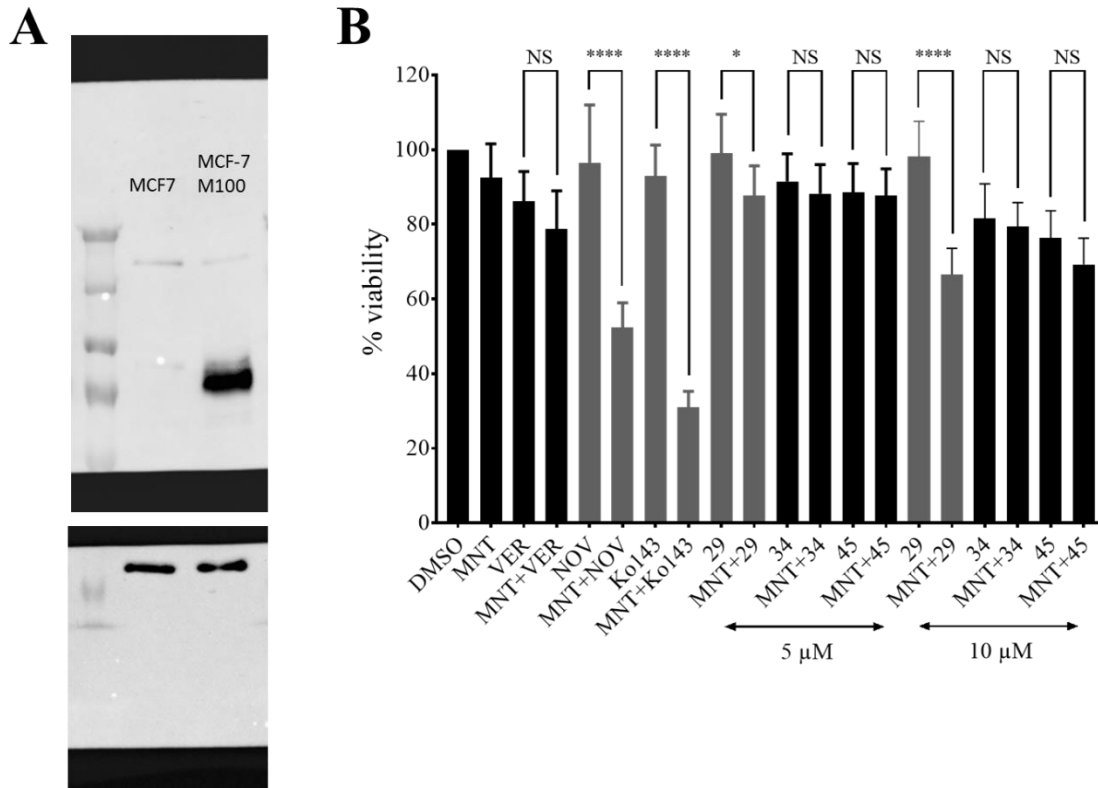 A
MCF7
MCF-7
M100
B
NS
****
****
*
NS
NS
****
NS
NS
% viability
120
100
80
60
40
20
0
DMSO
MNT
VER
MNT+VER
NOV
MNT+NOV
Ko143
MNT+Ko143
29
MNT+29
34
MNT+34
45
MNT+45
29
MNT+29
34
MNT+34
45
MNT+45
5 µM
10 µM